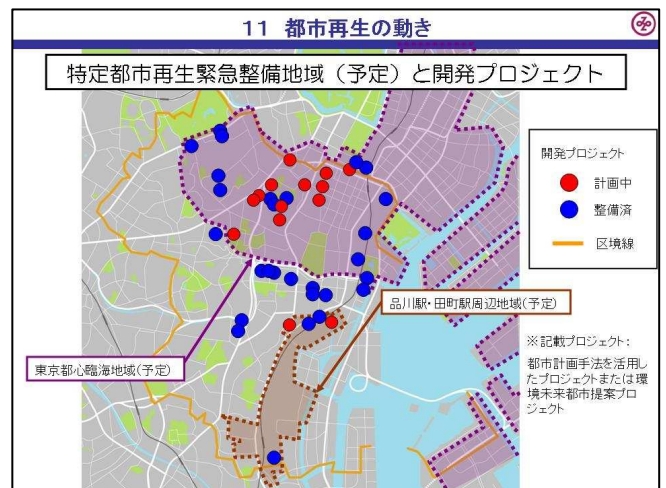 11 都市再生の動き
特定都市再生緊急整備地域（予定）と開発プロジェクト
開発プロジェクト
計画中
整備済
区境線
品川駅・田町駅周辺地域(予定)
東京都心臨海地域(予定)
※記載プロジェクト：
都市計画手法を活用し
たプロジェクトまたは環
境未来都市提案プロ
ジェクト